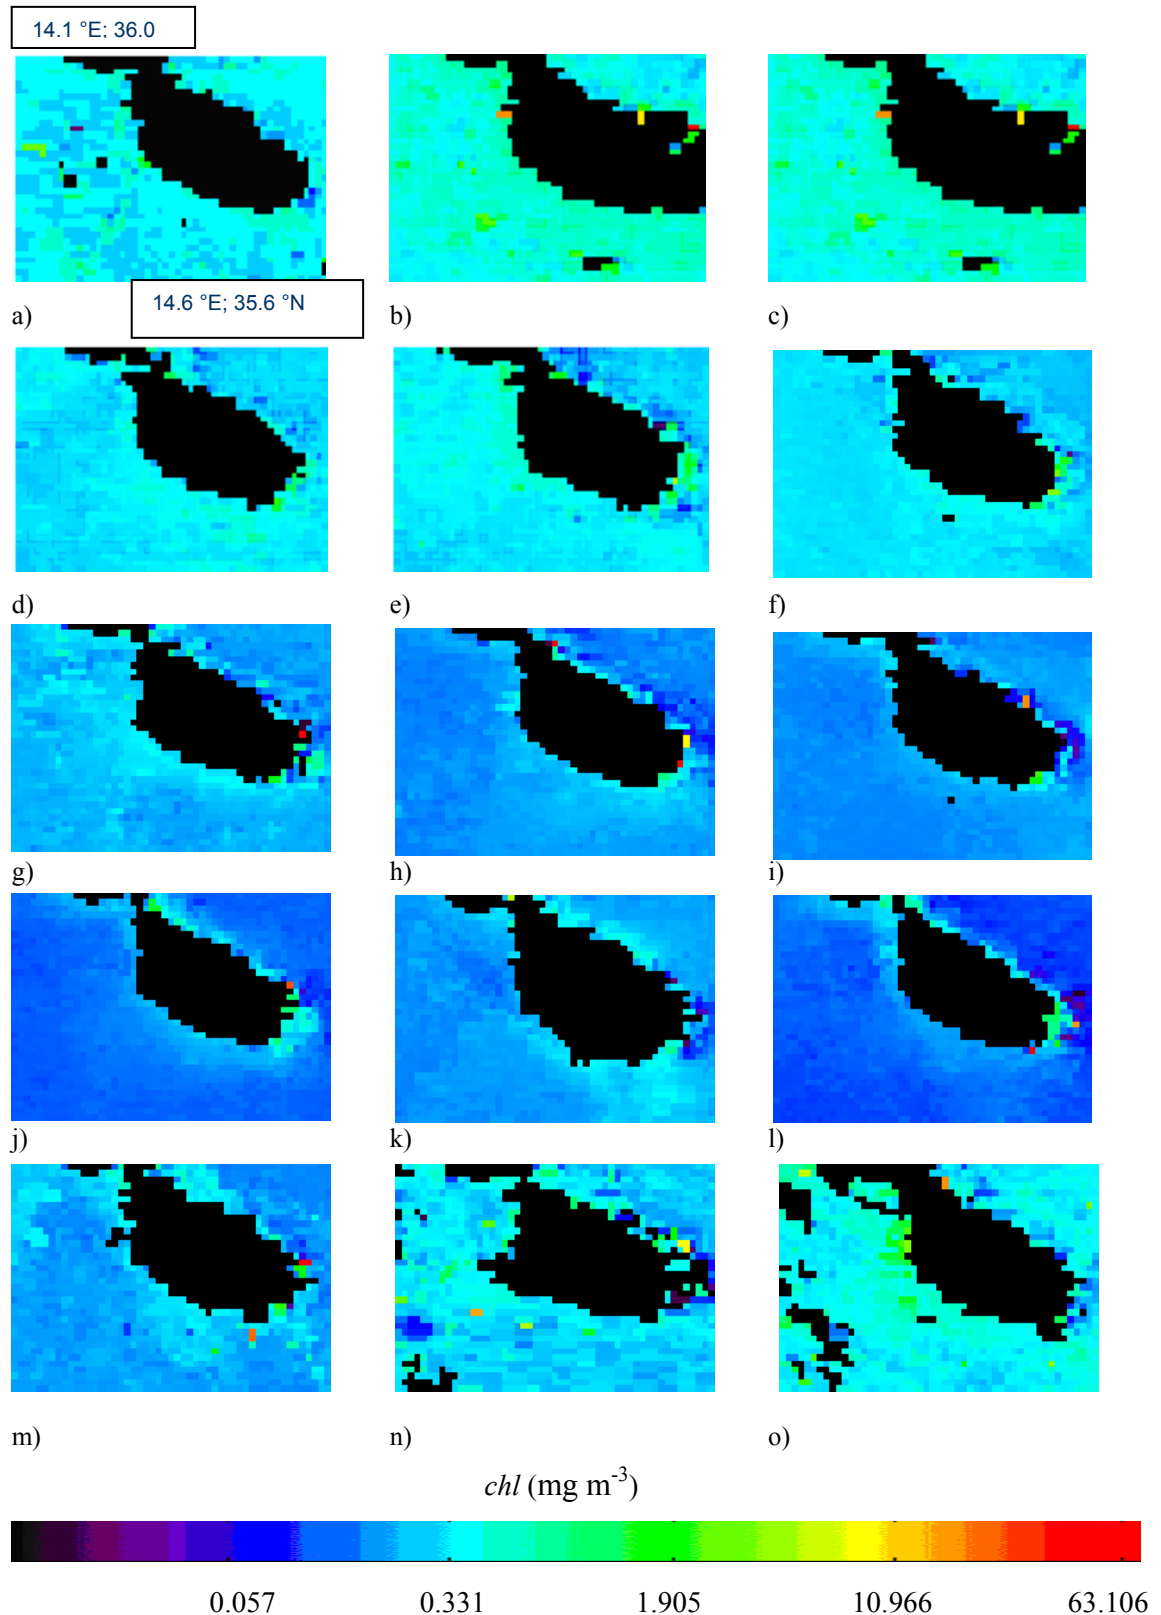 14.1 °E; 36.0
a)
14.6 °E; 35.6 °N
b)
c)
d)
e)
f)
g)
h)
i)
j)
k)
l)
m)
n)
o)
chl (mg m-3)
0.057 0.331 1.905 10.966 63.106